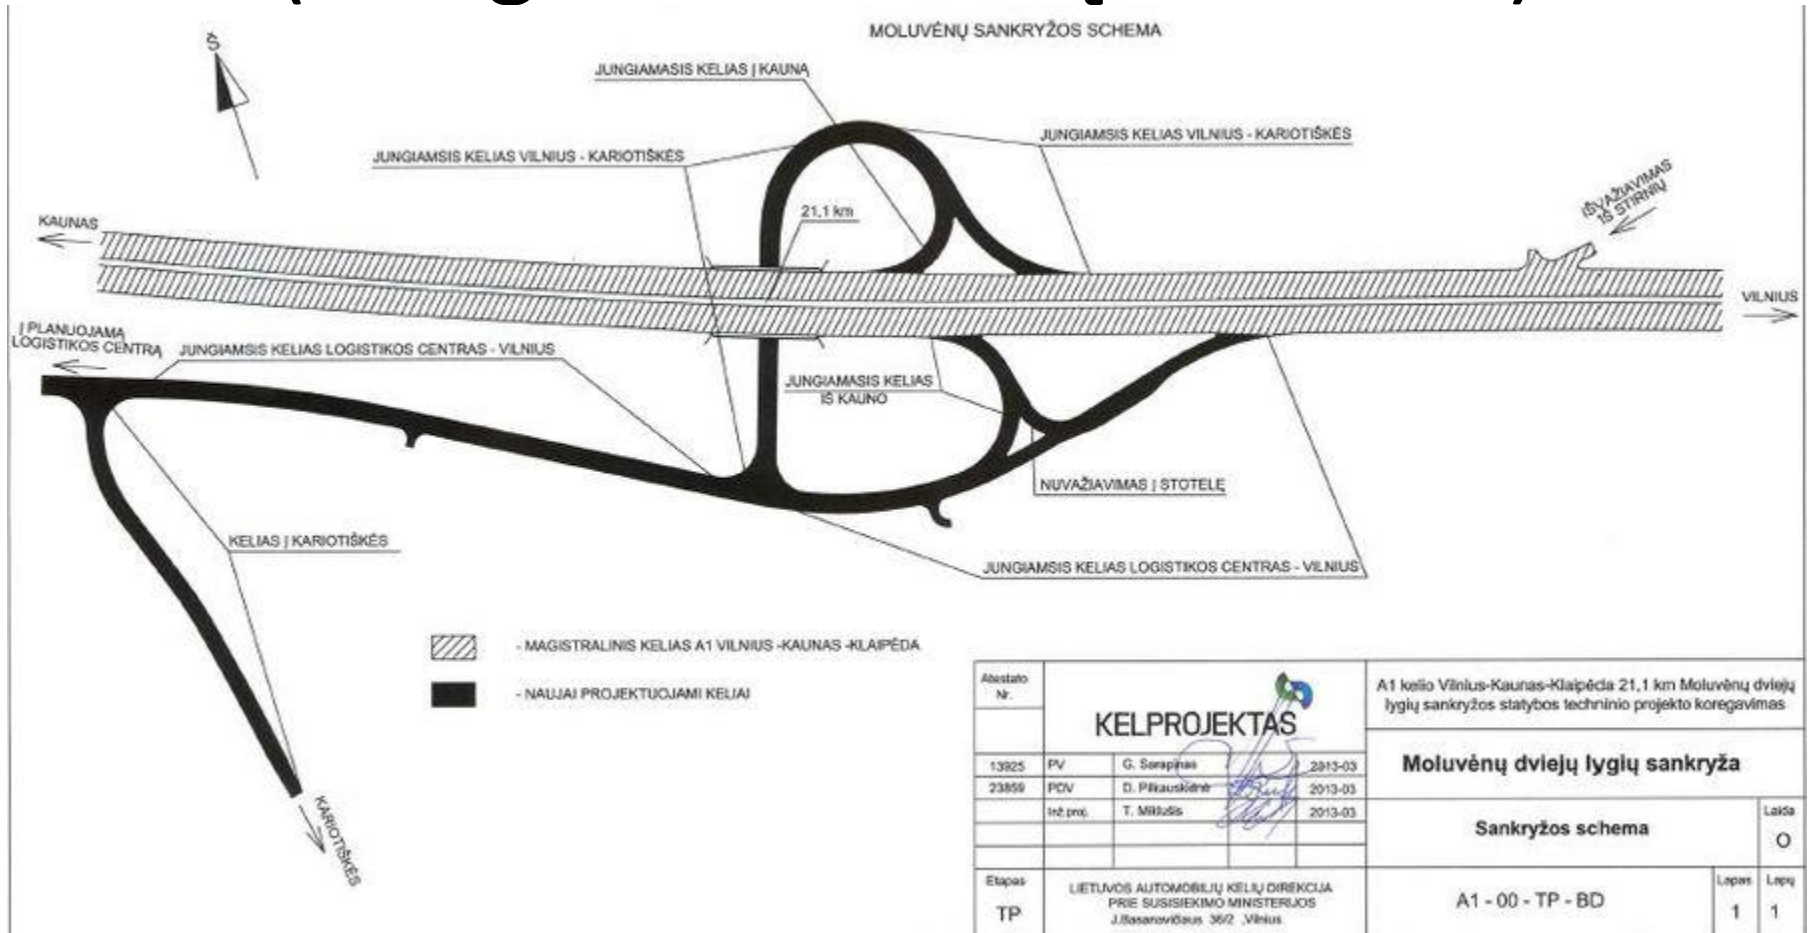 MOLUVĖNŲ SANKRYŽOS SCHEMA
Š
JUNGIAMASIS KELIAS Į KAUNĄ
JUNGIAMSIS KELIAS VILNIUS - KARIOTIŠKĖS
JUNGIAMSIS KELIAS VILNIUS - KARIOTIŠKĖS
IŠVAŽIAVIMAS
IŠ STIRNIŲ
KAUNAS
21,1 km
VILNIUS
Į PLANUOJAMĄ
LOGISTIKOS CENTRĄ
JUNGIAMSIS KELIAS LOGISTIKOS CENTRAS - VILNIUS
JUNGIAMASIS KELIAS
IŠ KAUNO
NUVAŽIAVIMAS Į STOTELĘ
KELIAS Į KARIOTIŠKĖS
JUNGIAMSIS KELIAS LOGISTIKOS CENTRAS - VILNIUS
- MAGISTRALINIS KELIAS A1 VILNIUS -KAUNAS -KLAIPĖDA
- NAUJAI PROJEKTUOJAMI KELIAI
KARIOTIŠKĖS
Atestato
Nr.
KELPROJEKTAS
A1 kelio Vilnius-Kaunas-Klaipėda 21,1 km Moluvėnų dviejų
lygių sankryžos statybos techninio projekto koregavimas
13925 PV G. Sarapinas 2013-03
23859 PDV D. Pilkauskienė 2013-03
Inž.proj. T. Miklušis 2013-03
Moluvėnų dviejų lygių sankryža
Sankryžos schema
Laida
O
Etapas
TP
LIETUVOS AUTOMOBILIŲ KELIŲ DIREKCIJA
PRIE SUSISIEKIMO MINISTERIJOS
J.Basanavičiaus 36/2 ,Vilnius
A1 - 00 - TP - BD
Lapas Lapų
1 1